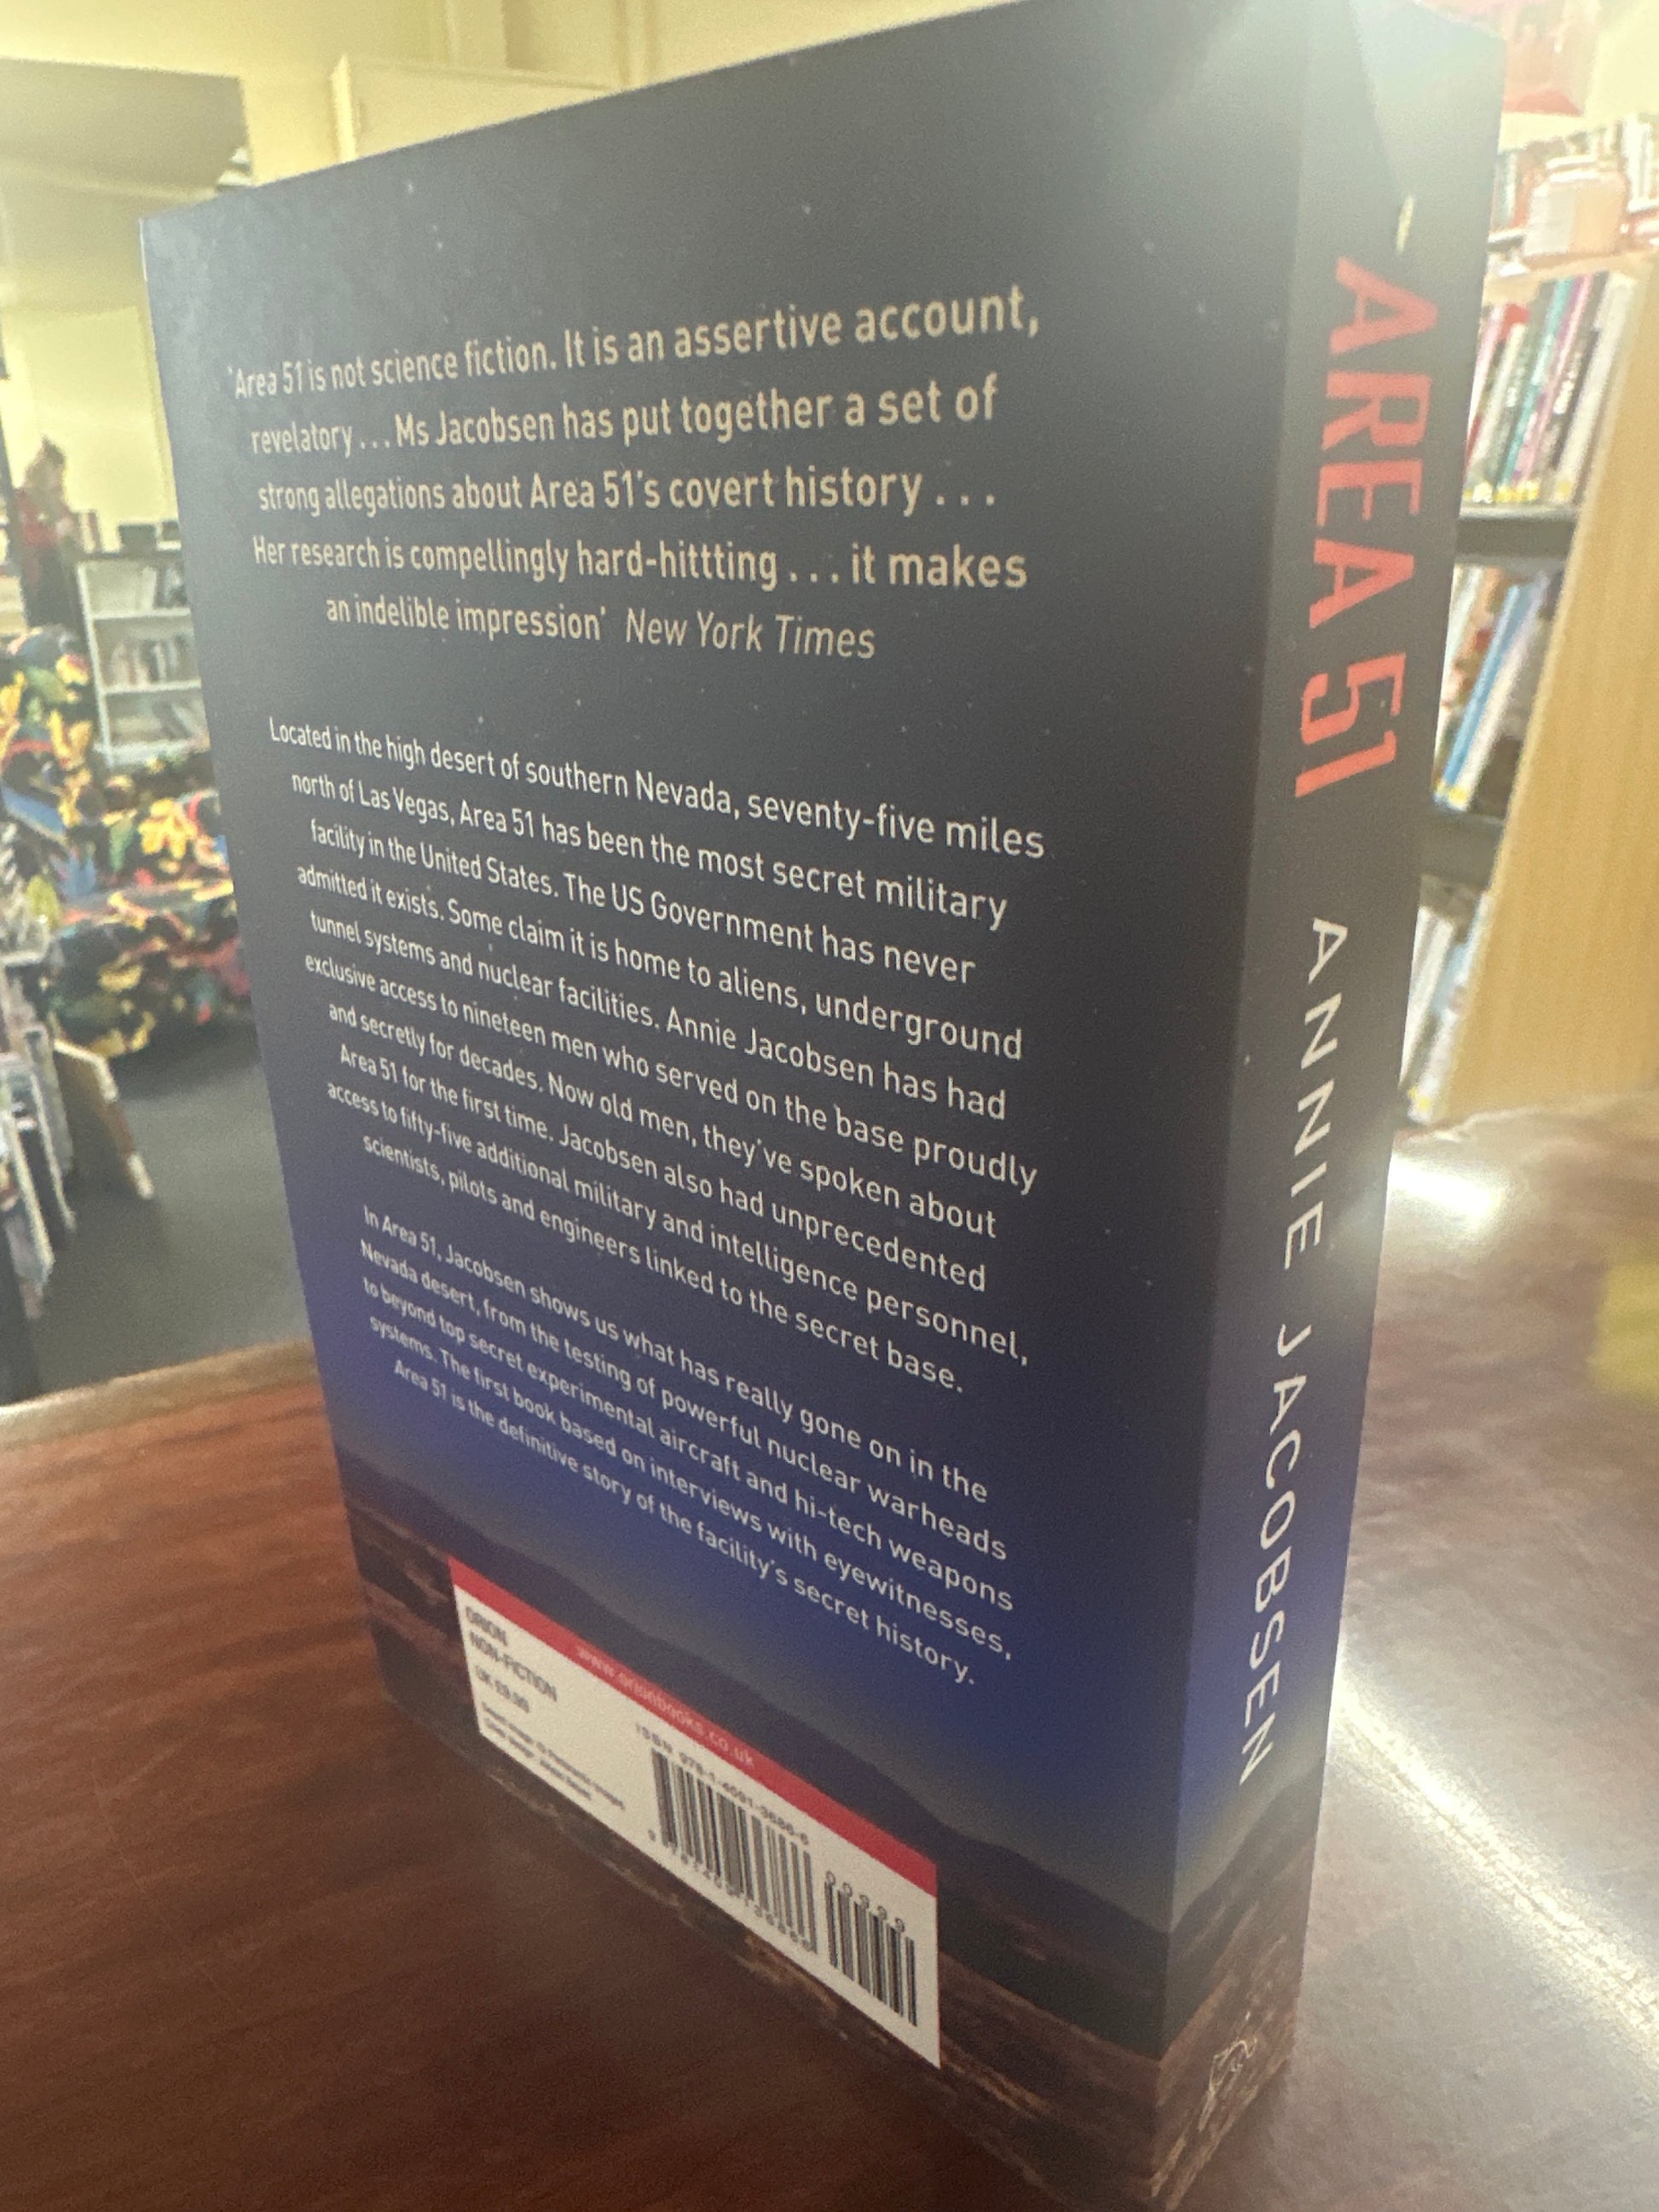 'Area 51 is not science fiction. It is an assertive account,
revelatory . . . Ms Jacobsen has put together a set of
strong allegations about Area 51's covert history . . .
Her research is compellingly hard-hittting . . . it makes
an indelible impression' New York Times
Located in the high desert of southern Nevada, seventy-five miles
north of Las Vegas, Area 51 has been the most secret military
facility in the United States. The US Government has never
admitted it exists. Some claim it is home to aliens, underground
tunnel systems and nuclear facilities. Annie Jacobsen has had
exclusive access to nineteen men who served on the base proudly
and secretly for decades. Now old men, they've spoken about
Area 51 for the first time. Jacobsen also had unprecedented
access to fifty-five additional military and intelligence personnel,
scientists, pilots and engineers linked to the secret base.
In Area 51, Jacobsen shows us what has really gone on in the
Nevada desert, from the testing of powerful nuclear warheads
to beyond top secret experimental aircraft and hi-tech weapons
systems. The first book based on interviews with eyewitnesses,
Area 51 is the definitive story of the facility's secret history.
www.orionbooks.co.uk
ORION
NON-FICTION
UK £9.99
ISBN 978-1-4091-3686-6
AREA 51
ANNIE JACOBSEN